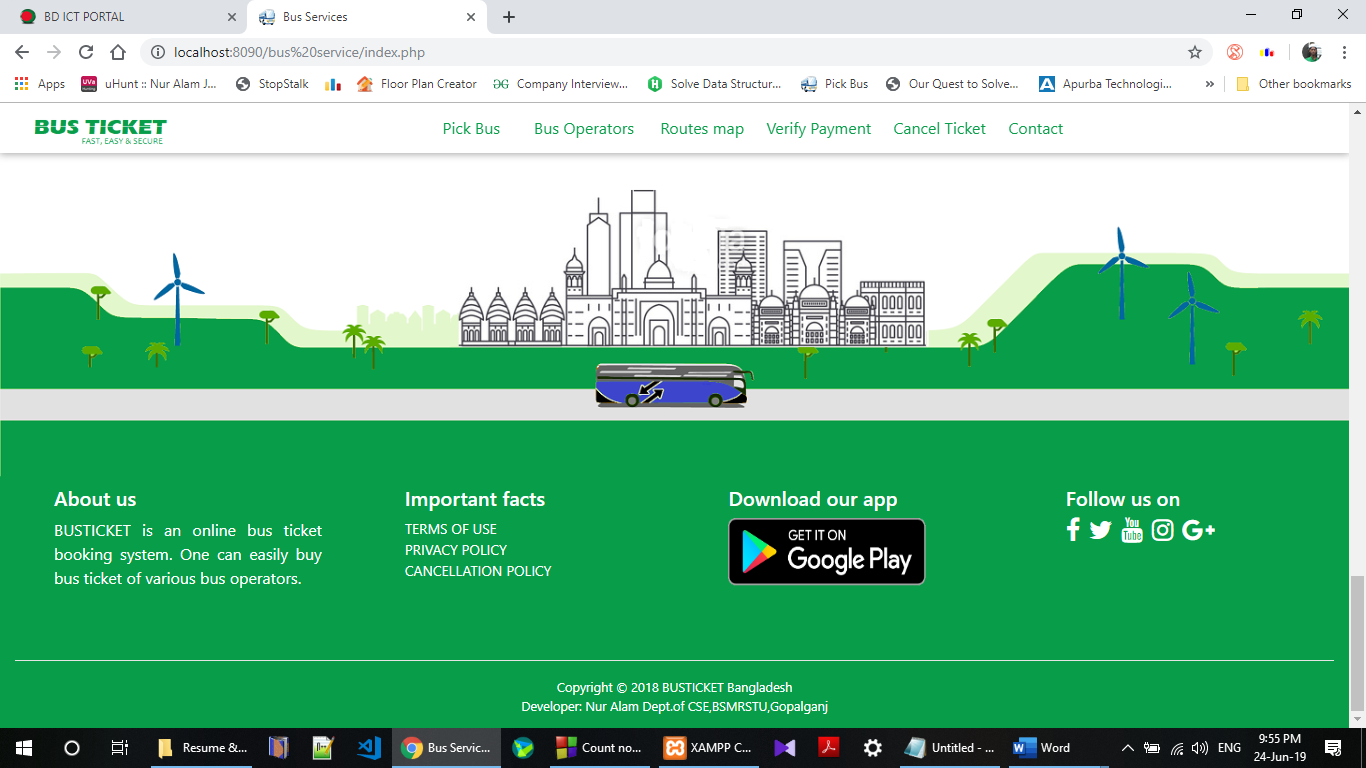 BD ICT PORTAL
Bus Services
localhost:8090/bus%20service/index.php
Apps
UVa
uHunt :: Nur Alam J...
StopStalk
Floor Plan Creator
Company Interview...
Solve Data Structur...
Pick Bus
Our Quest to Solve...
Apurba Technologi...
»
Other bookmarks
BUS TICKET
FAST, EASY & SECURE
Pick Bus
Bus Operators
Routes map
Verify Payment
Cancel Ticket
Contact
About us
BUSTICKET is an online bus ticket
booking system. One can easily buy
bus ticket of various bus operators.
Important facts
TERMS OF USE
PRIVACY POLICY
CANCELLATION POLICY
Download our app
GET IT ON
Google Play
Follow us on
You
Tube
G+
Copyright © 2018 BUSTICKET Bangladesh
Developer: Nur Alam Dept.of CSE,BSMRSTU,Gopalganj
Resume &...
Bus Servic...
Count no...
XAMPP C...
Untitled - ...
Word
ENG
9:55 PM
24-Jun-19